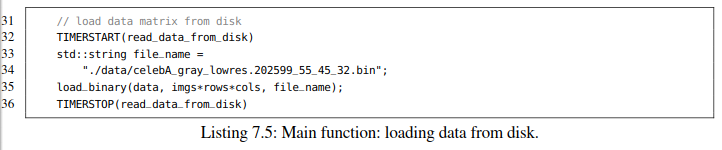 31 // load data matrix from disk
32 TIMERSTART(read_data_from_disk)
33 std::string file_name =
34 "./data/celebA_gray_lowres.202599_55_45_32.bin";
35 load_binary(data, imgs*rows*cols, file_name);
36 TIMERSTOP(read_data_from_disk)
Listing 7.5: Main function: loading data from disk.